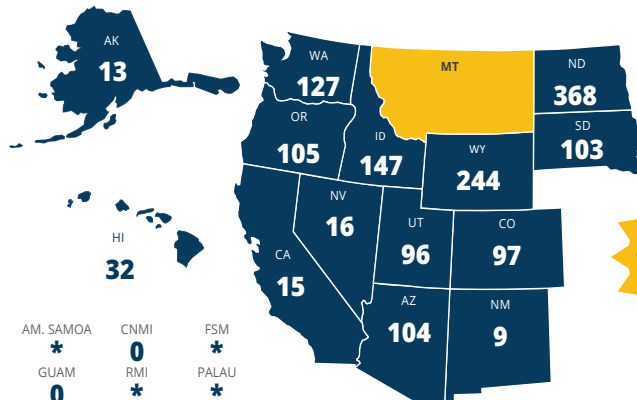 AK
13
WA
127
MT
ND
368
OR
105
ID
147
SD
103
WY
244
NV
16
UT
96
CO
97
HI
32
CA
15
AZ
104
NM
9
AM. SAMOA CNMI FSM
* 0 *
GUAM RMI PALAU
0 * *